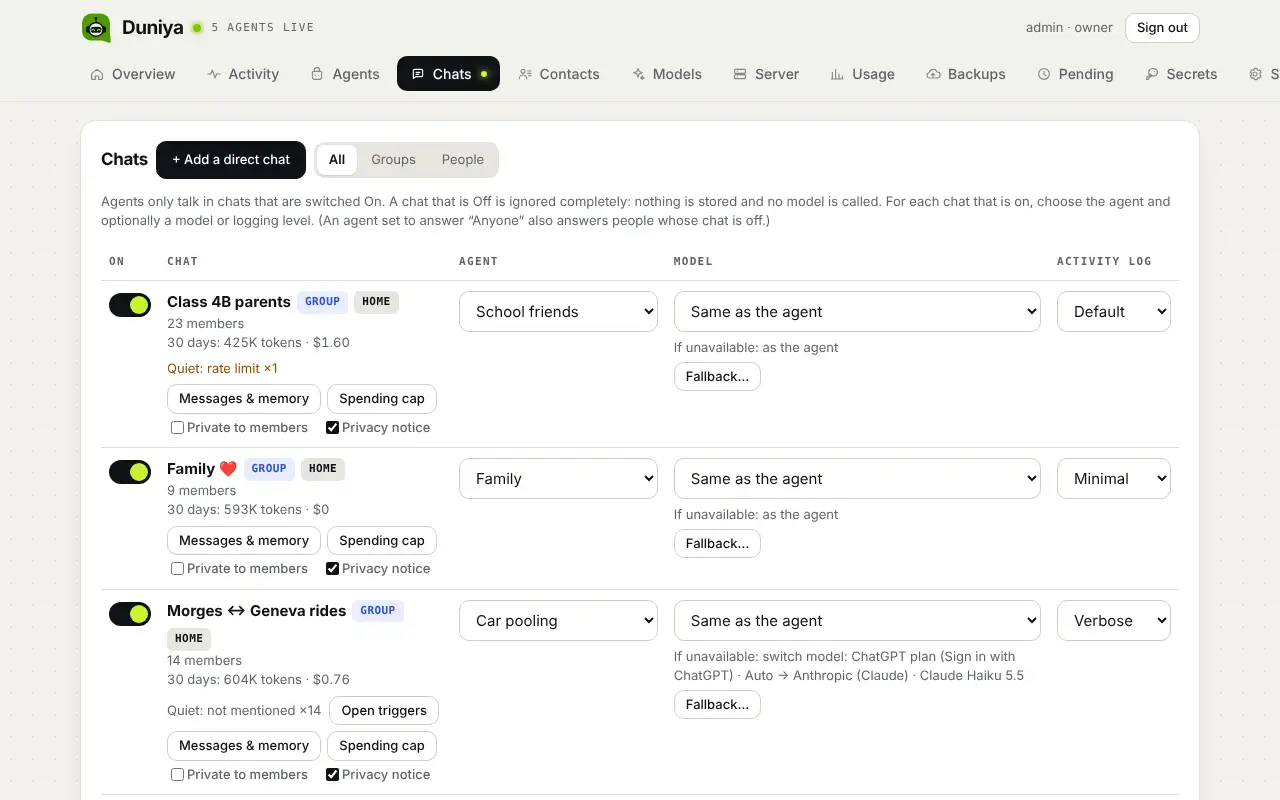 Duniya 5 AGENTS LIVE admin · owner Sign out
Overview Activity Agents Chats Contacts Models Server Usage Backups Pending Secrets S
Chats + Add a direct chat All Groups People
Agents only talk in chats that are switched On. A chat that is Off is ignored completely: nothing is stored and no model is called. For each chat that is on, choose the agent and
optionally a model or logging level. (An agent set to answer “Anyone” also answers people whose chat is off.)
ON CHAT AGENT MODEL ACTIVITY LOG
Class 4B parents GROUP HOME School friends Same as the agent Default
23 members
30 days: 425K tokens · $1.60
If unavailable: as the agent
Quiet: rate limit ×1
Fallback...
Messages & memory Spending cap
Private to members Privacy notice
Family ❤️ GROUP HOME Family Same as the agent Minimal
9 members
30 days: 593K tokens · $0
If unavailable: as the agent
Fallback...
Messages & memory Spending cap
Private to members Privacy notice
Morges ↔ Geneva rides GROUP Car pooling Same as the agent Verbose
HOME
14 members
30 days: 604K tokens · $0.76
If unavailable: switch model: ChatGPT plan (Sign in with
ChatGPT) · Auto → Anthropic (Claude) · Claude Haiku 5.5
Fallback...
Quiet: not mentioned ×14 Open triggers
Messages & memory Spending cap
Private to members Privacy notice